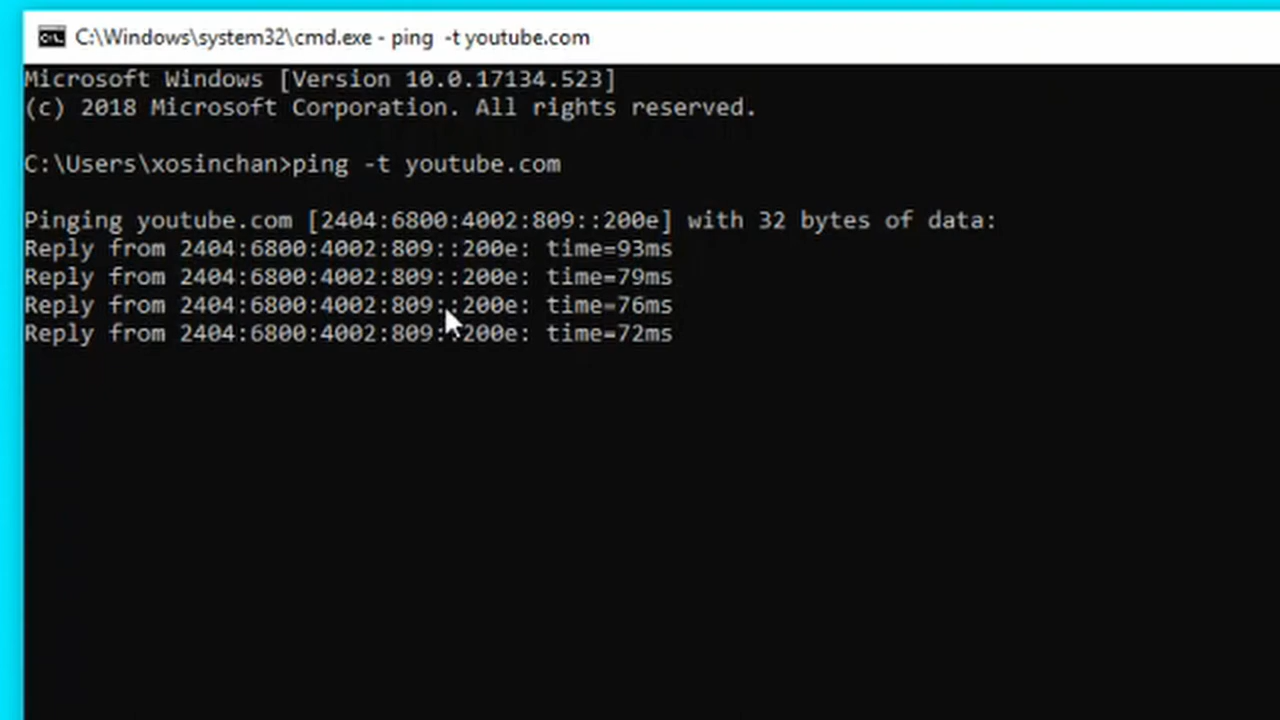 C:\Windows\system32\cmd.exe - ping  -t youtube.com
Microsoft Windows [Version 10.0.17134.523]
(c) 2018 Microsoft Corporation. All rights reserved.
C:\Users\xosinchan>ping -t youtube.com
Pinging youtube.com [2404:6800:4002:809::200e] with 32 bytes of data:
Reply from 2404:6800:4002:809::200e: time=93ms
Reply from 2404:6800:4002:809::200e: time=79ms
Reply from 2404:6800:4002:809::200e: time=76ms
Reply from 2404:6800:4002:809::200e: time=72ms